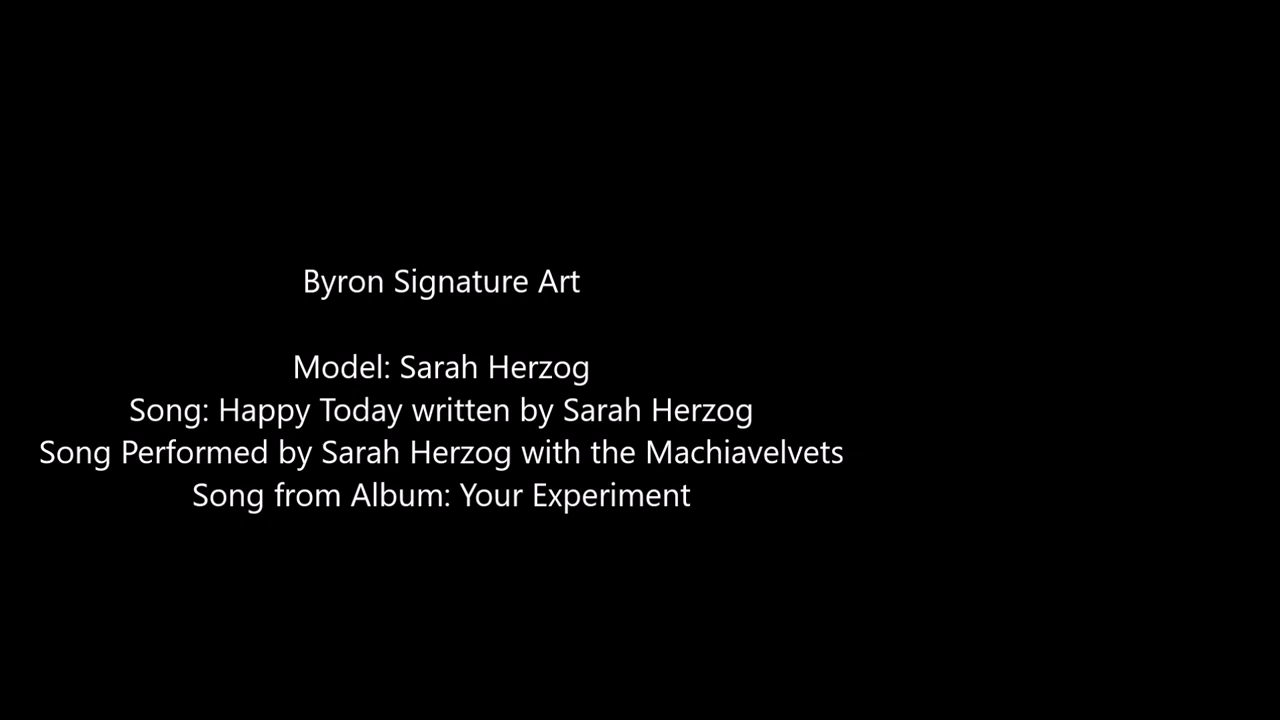 Byron Signature Art
Model: Sarah Herzog
Song: Happy Today written by Sarah Herzog
Song Performed by Sarah Herzog with the Machiavelvets
Song from Album: Your Experiment